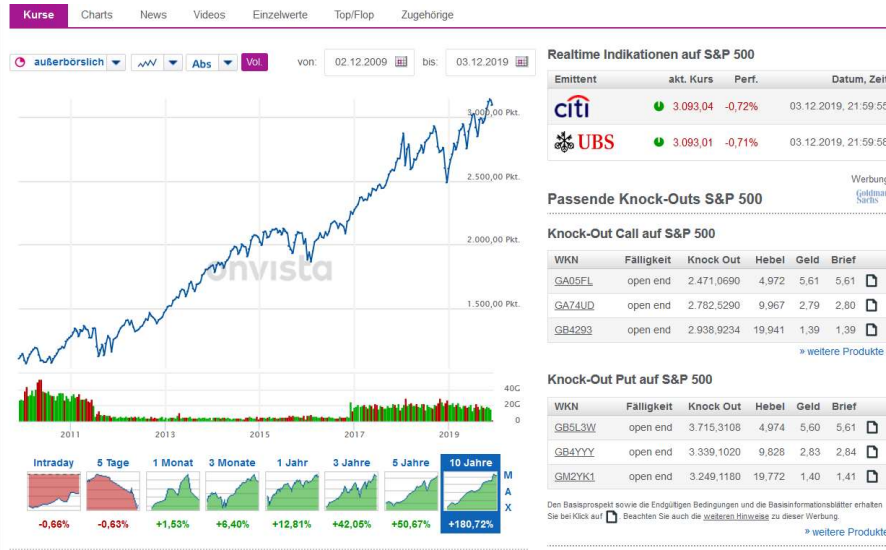 Kurse Charts News Videos Einzelwerte Top/Flop Zugehörige
außerbörslich Abs Vol. von: 02.12.2009 bis: 03.12.2019
3.000,00 Pkt.
2.500,00 Pkt.
2.000,00 Pkt.
onvista
1.500,00 Pkt.
40G
20G
0
2011 2013 2015 2017 2019
Intraday 5 Tage 1 Monat 3 Monate 1 Jahr 3 Jahre 5 Jahre 10 Jahre
M
A
X
-0,66% -0,63% +1,53% +6,40% +12,81% +42,05% +50,67% +180,72%
Realtime Indikationen auf S&P 500
Emittent akt. Kurs Perf. Datum, Zeit
citi 3.093,04 -0,72% 03.12.2019, 21:59:55
UBS 3.093,01 -0,71% 03.12.2019, 21:59:58
Werbung
Passende Knock-Outs S&P 500 Goldman
Sachs
Knock-Out Call auf S&P 500
WKN Fälligkeit Knock Out Hebel Geld Brief
GA05FL open end 2.471,0690 4,972 5,61 5,61
GA74UD open end 2.782,5290 9,967 2,79 2,80
GB4293 open end 2.938,9234 19,941 1,39 1,39
» weitere Produkte
Knock-Out Put auf S&P 500
WKN Fälligkeit Knock Out Hebel Geld Brief
GB5L3W open end 3.715,3108 4,974 5,60 5,61
GB4YYY open end 3.339,1020 9,828 2,83 2,84
GM2YK1 open end 3.249,1180 19,772 1,40 1,41
Den Basisprospekt sowie die Endgültigen Bedingungen und die Basisinformationsblätter erhalten
Sie bei Klick auf . Beachten Sie auch die weiteren Hinweise zu dieser Werbung.
» weitere Produkte